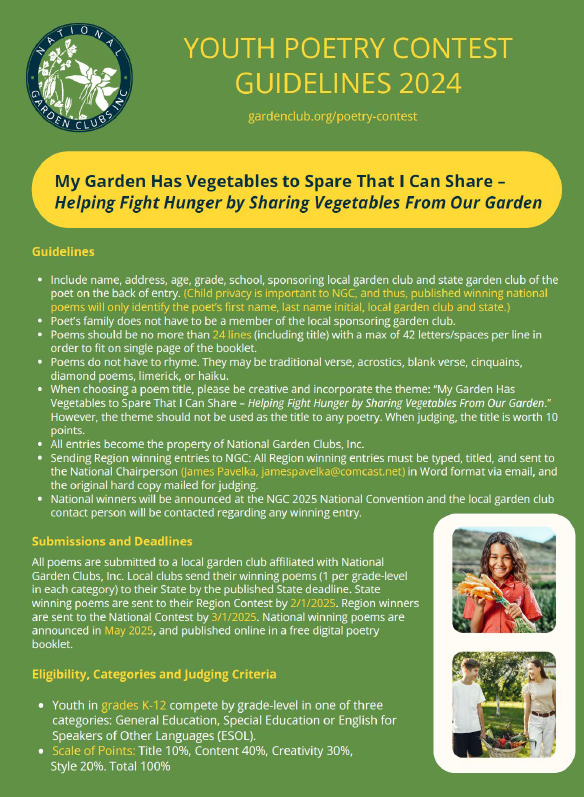 NATIONAL
GARDEN CLUBS INC
YOUTH POETRY CONTEST
GUIDELINES 2024
gardenclub.org/poetry-contest
My Garden Has Vegetables to Spare That I Can Share –
Helping Fight Hunger by Sharing Vegetables From Our Garden
Guidelines
• Include name, address, age, grade, school, sponsoring local garden club and state garden club of the
poet on the back of entry. (Child privacy is important to NGC, and thus, published winning national
poems will only identify the poet's first name, last name initial, local garden club and state.)
• Poet's family does not have to be a member of the local sponsoring garden club.
• Poems should be no more than 24 lines (including title) with a max of 42 letters/spaces per line in
order to fit on single page of the booklet.
• Poems do not have to rhyme. They may be traditional verse, acrostics, blank verse, cinquains,
diamond poems, limerick, or haiku.
• When choosing a poem title, please be creative and incorporate the theme: "My Garden Has
Vegetables to Spare That I Can Share – Helping Fight Hunger by Sharing Vegetables From Our Garden."
However, the theme should not be used as the title to any poetry. When judging, the title is worth 10
points.
• All entries become the property of National Garden Clubs, Inc.
• Sending Region winning entries to NGC: All Region winning entries must be typed, titled, and sent to
the National Chairperson (James Pavelka, jamespavelka@comcast.net) in Word format via email, and
the original hard copy mailed for judging.
• National winners will be announced at the NGC 2025 National Convention and the local garden club
contact person will be contacted regarding any winning entry.
Submissions and Deadlines
All poems are submitted to a local garden club affiliated with National
Garden Clubs, Inc. Local clubs send their winning poems (1 per grade-level
in each category) to their State by the published State deadline. State
winning poems are sent to their Region Contest by 2/1/2025. Region winners
are sent to the National Contest by 3/1/2025. National winning poems are
announced in May 2025, and published online in a free digital poetry
booklet.
Eligibility, Categories and Judging Criteria
• Youth in grades K-12 compete by grade-level in one of three
categories: General Education, Special Education or English for
Speakers of Other Languages (ESOL).
• Scale of Points: Title 10%, Content 40%, Creativity 30%,
Style 20%. Total 100%